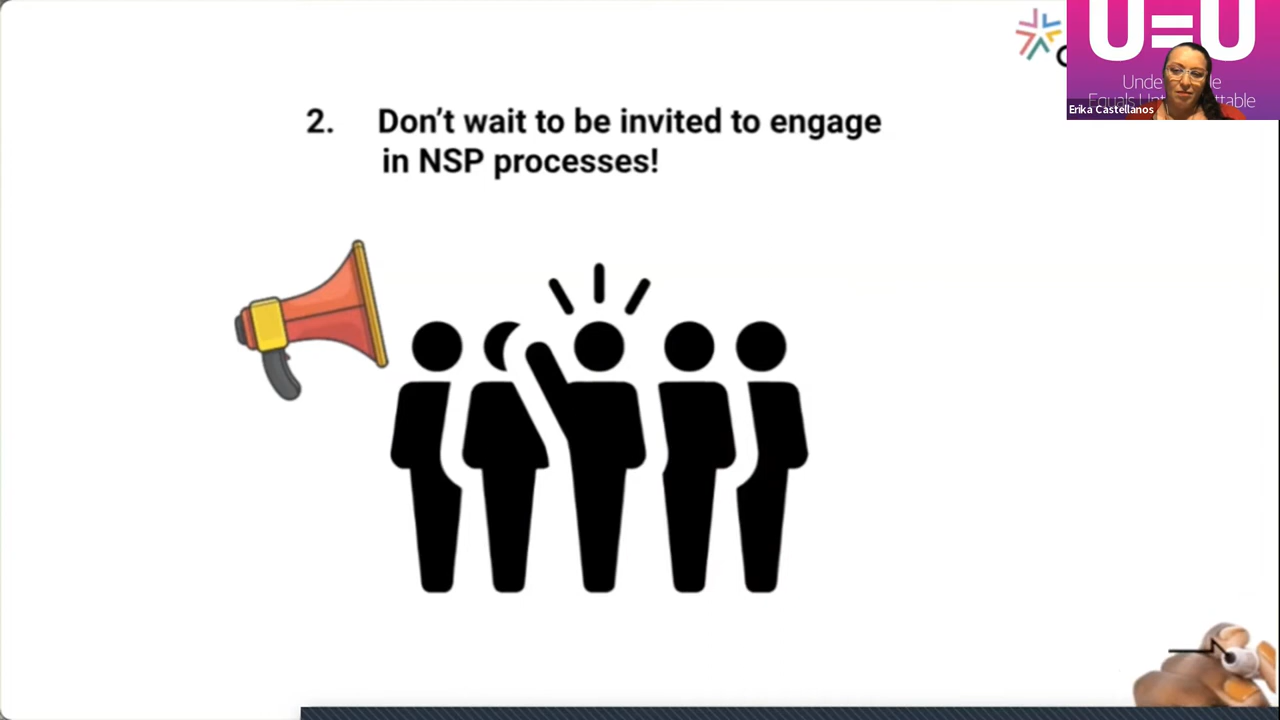 2. Don't wait to be invited to engage
in NSP processes!
U=U
Erika Castellanos